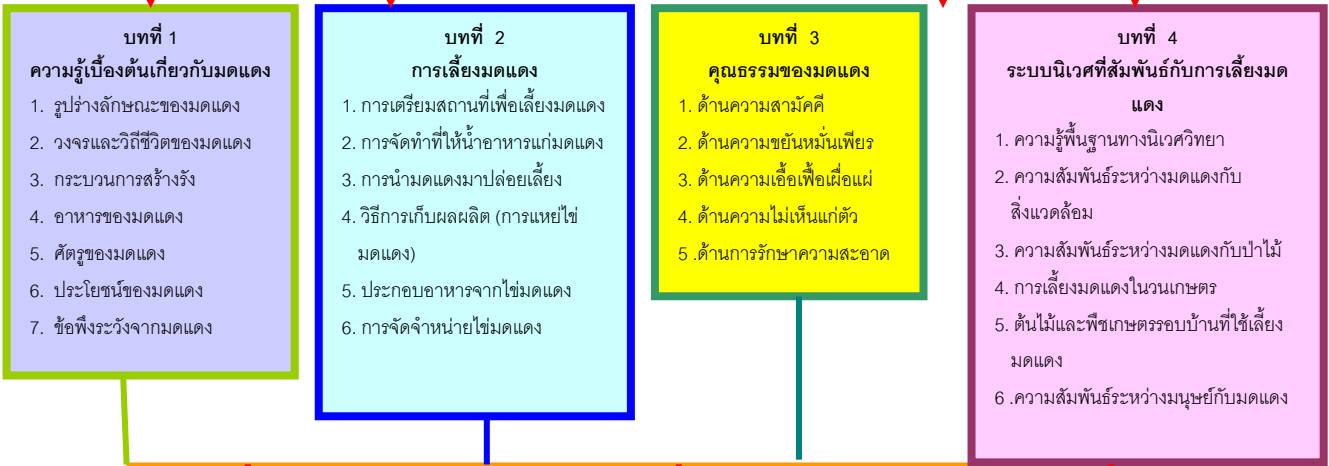 บทที่ 1
ความรู้เบื้องต้นเกี่ยวกับมดแดง
1. รูปร่างลักษณะของมดแดง
2. วงจรและวิถีชีวิตของมดแดง
3. กระบวนการสร้างรัง
4. อาหารของมดแดง
5. ศัตรูของมดแดง
6. ประโยชน์ของมดแดง
7. ข้อพึงระวังจากมดแดง
บทที่ 2
การเลี้ยงมดแดง
1. การเตรียมสถานที่เพื่อเลี้ยงมดแดง
2. การจัดทำที่ให้น้ำอาหารแก่มดแดง
3. การนำมดแดงมาปล่อยเลี้ยง
4. วิธีการเก็บผลผลิต (การแหย่ไข่
มดแดง)
5. ประกอบอาหารจากไข่มดแดง
6. การจัดจำหน่ายไข่มดแดง
บทที่ 3
คุณธรรมของมดแดง
1. ด้านความสามัคคี
2. ด้านความขยันหมั่นเพียร
3. ด้านความเอื้อเฟื้อเผื่อแผ่
4. ด้านความไม่เห็นแก่ตัว
5 .ด้านการรักษาความสะอาด
บทที่ 4
ระบบนิเวศที่สัมพันธ์กับการเลี้ยงมด
แดง
1. ความรู้พื้นฐานทางนิเวศวิทยา
2. ความสัมพันธ์ระหว่างมดแดงกับ
สิ่งแวดล้อม
3. ความสัมพันธ์ระหว่างมดแดงกับป่าไม้
4. การเลี้ยงมดแดงในวนเกษตร
5. ต้นไม้และพืชเกษตรรอบบ้านที่ใช้เลี้ยง
มดแดง
6 .ความสัมพันธ์ระหว่างมนุษย์กับมดแดง